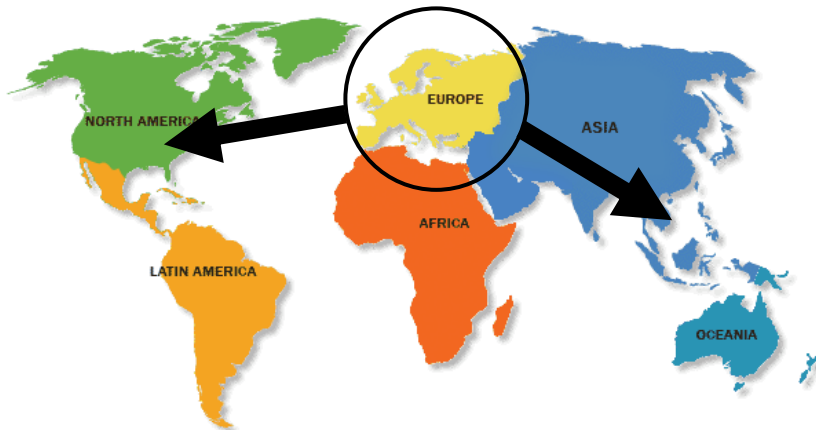 EUROPE
NORTH AMERICA
ASIA
AFRICA
LATIN AMERICA
OCEANIA